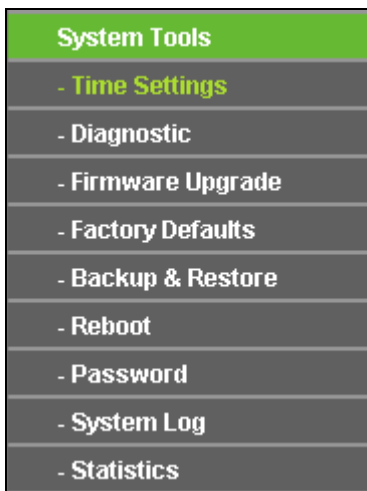 System Tools
- Time Settings
- Diagnostic
- Firmware Upgrade
- Factory Defaults
- Backup & Restore
- Reboot
- Password
- System Log
- Statistics